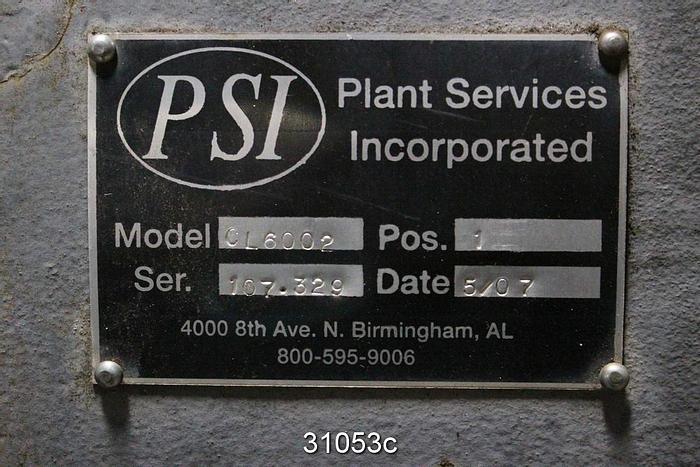 PSI
Plant Services
Incorporated
Model CL6002 Pos. 1
Ser. 107.329 Date 5/07
4000 8th Ave. N. Birmingham, AL
800-595-9006
31053c